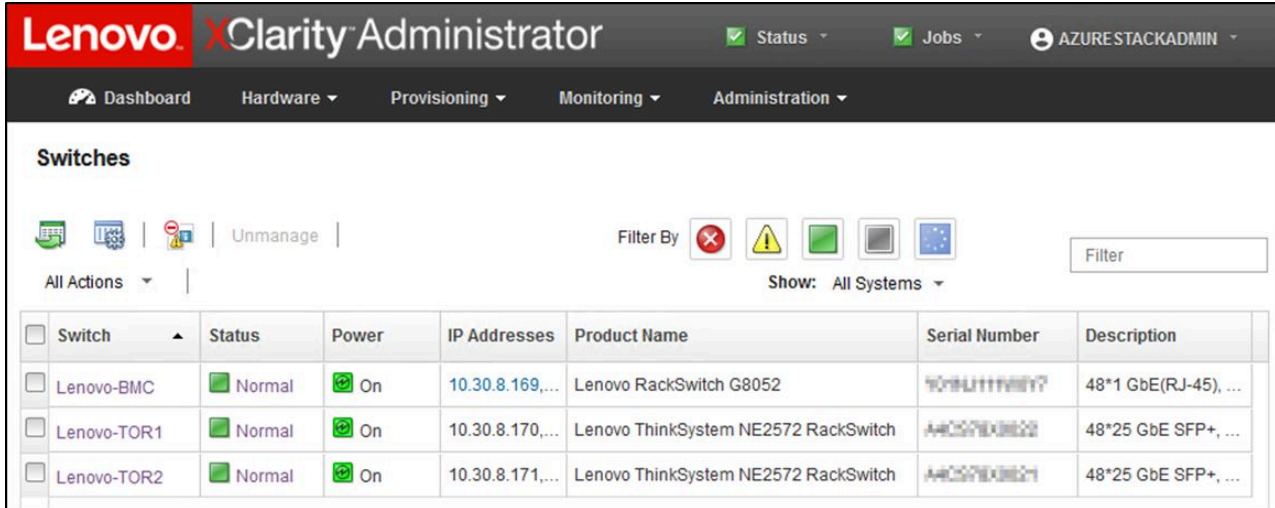 Lenovo. XClarity Administrator Status Jobs AZURESTACKADMIN
Dashboard Hardware Provisioning Monitoring Administration
Switches
Unmanage Filter By Filter
All Actions Show: All Systems
Switch Status Power IP Addresses Product Name Serial Number Description
Lenovo-BMC Normal On 10.30.8.169,... Lenovo RackSwitch G8052 48*1 GbE(RJ-45), ...
Lenovo-TOR1 Normal On 10.30.8.170,... Lenovo ThinkSystem NE2572 RackSwitch 48*25 GbE SFP+, ...
Lenovo-TOR2 Normal On 10.30.8.171,... Lenovo ThinkSystem NE2572 RackSwitch 48*25 GbE SFP+, ...